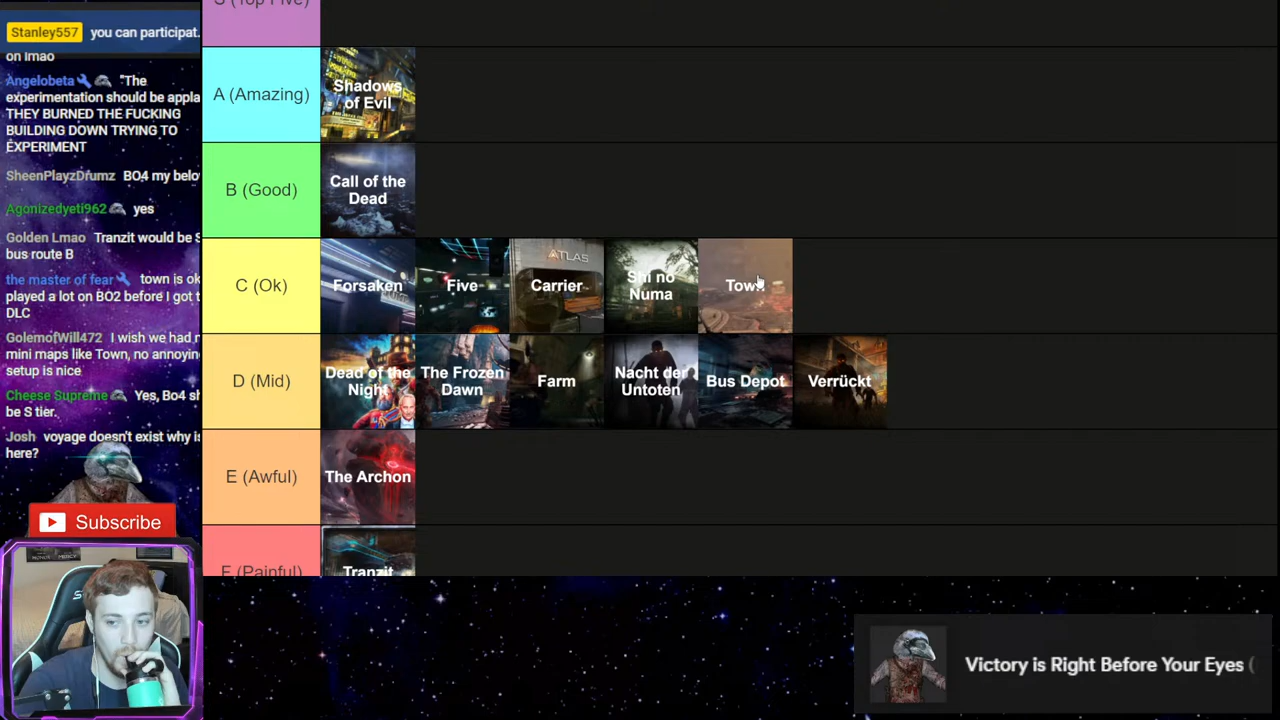 Stanley557 you can participat.
on lmao
Angelobeta "The
experimentation should be appla
THEY BURNED THE FUCKING
BUILDING DOWN TRYING TO
EXPERIMENT
SheenPlayzDrumz BO4 my belo
Agonizedyeti962 yes
Golden Lmao Tranzit would be S
bus route B
the master of fear town is ok
played a lot on BO2 before I got t
DLC
GolemofWill472 I wish we had
mini maps like Town, no annoying
setup is nice
Cheese Supreme Yes, Bo4 sh
be S tier.
Josh voyage doesn't exist why is
here?
Subscribe
S (Top Five)
A (Amazing)
Shadows
of Evil
B (Good)
Call of the
Dead
C (Ok)
Forsaken
Five
ATLAS
Carrier
Shi no
Numa
Town
D (Mid)
Dead of the
Night
The Frozen
Dawn
Farm
Nacht der
Untoten
Bus Depot
Verrückt
E (Awful)
The Archon
F (Painful)
Tranzit
Victory is Right Before Your Eyes (